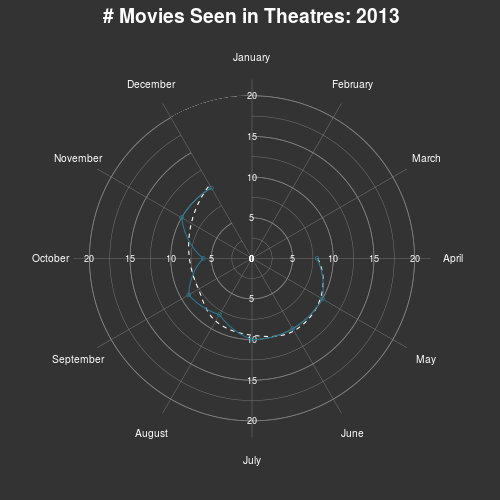 # Movies Seen in Theatres: 2013
January
December
February
20
November
15
March
10
5
October 20 15 10 5 0 5 10 15 20 April
5
September
10
May
15
August
20
June
July